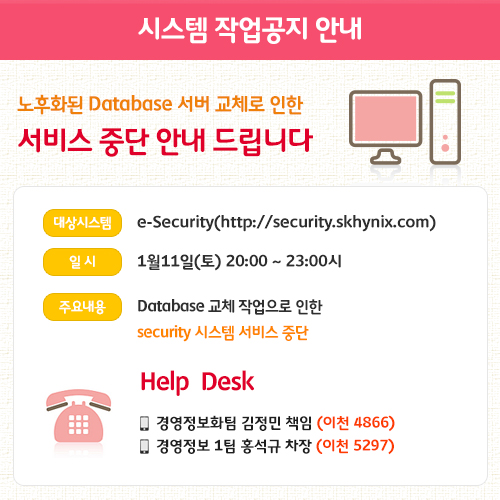 시스템 작업공지 안내
노후화된 Database 서버 교체로 인한
서비스 중단 안내 드립니다
대상시스템 e-Security(http://security.skhynix.com)
일 시 1월11일(토) 20:00 ~ 23:00시
주요내용 Database 교체 작업으로 인한
security 시스템 서비스 중단
Help Desk
경영정보화팀 김정민 책임 (이천 4866)
경영정보 1팀 홍석규 차장 (이천 5297)